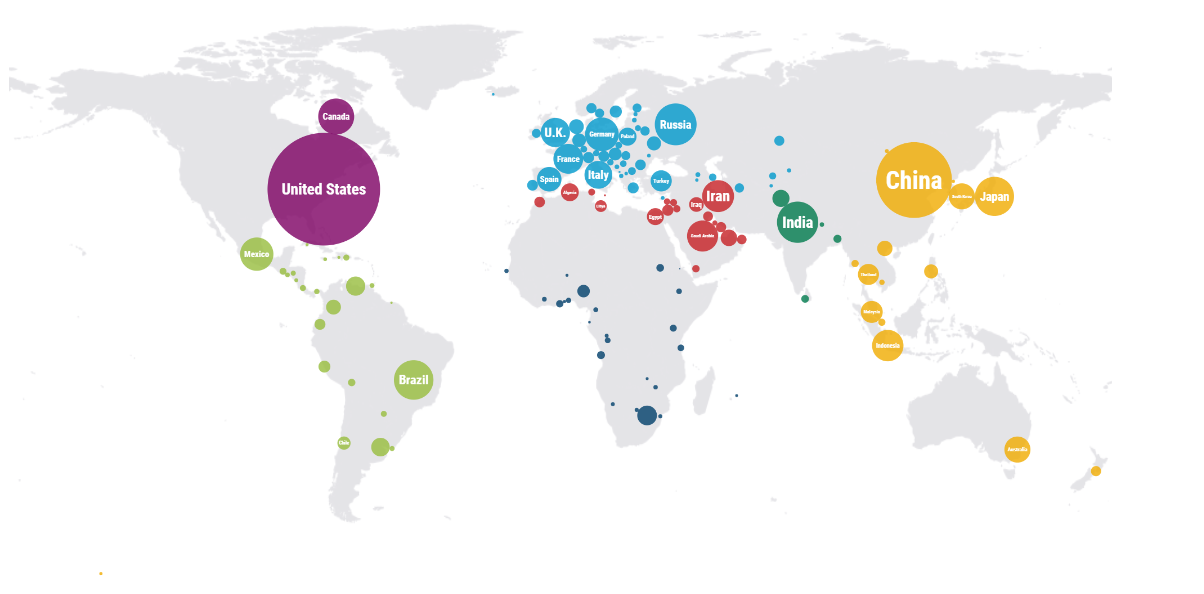 Canada
United States
Mexico
Brazil
Chile
U.K.
Germany
Poland
Russia
France
Spain
Italy
Turkey
Algeria
Egypt
Iraq
Iran
Saudi Arabia
India
China
South Korea
Japan
Thailand
Malaysia
Indonesia
Australia